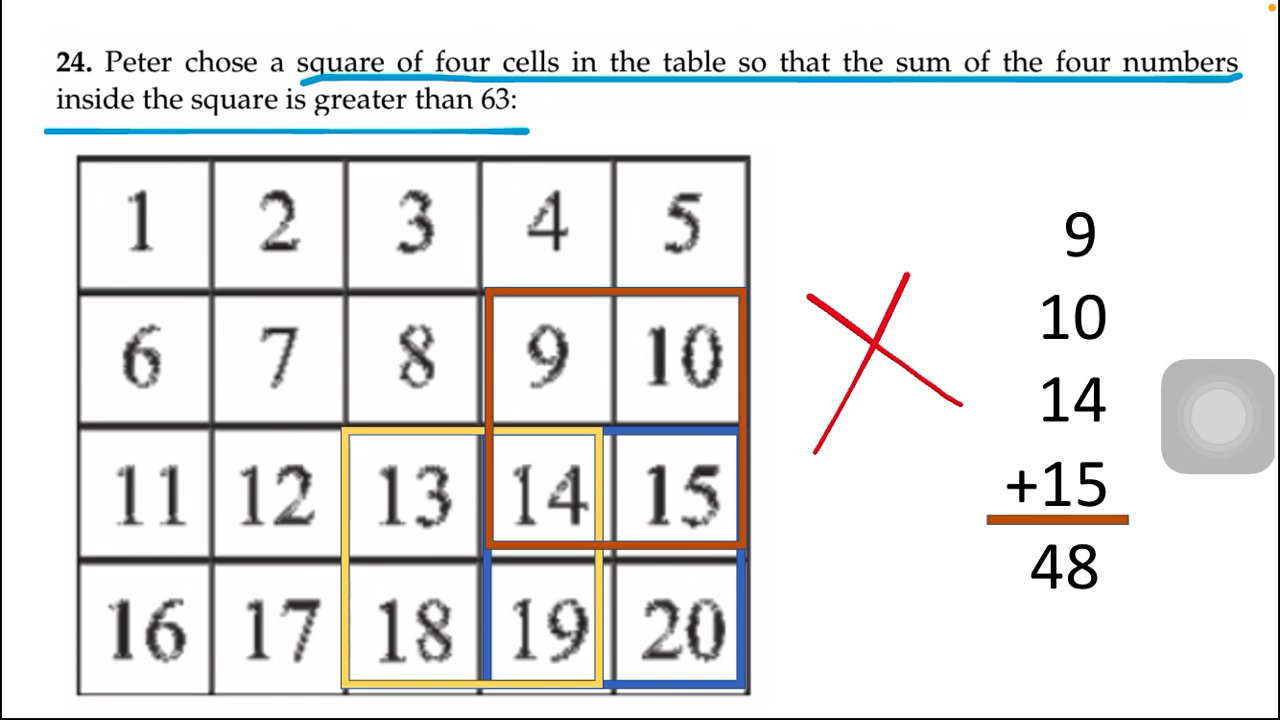 24. Peter chose a square of four cells in the table so that the sum of the four numbers
inside the square is greater than 63:
1 2 3 4 5
6 7 8 9 10
11 12 13 14 15
16 17 18 19 20
9
10
14
+15
48